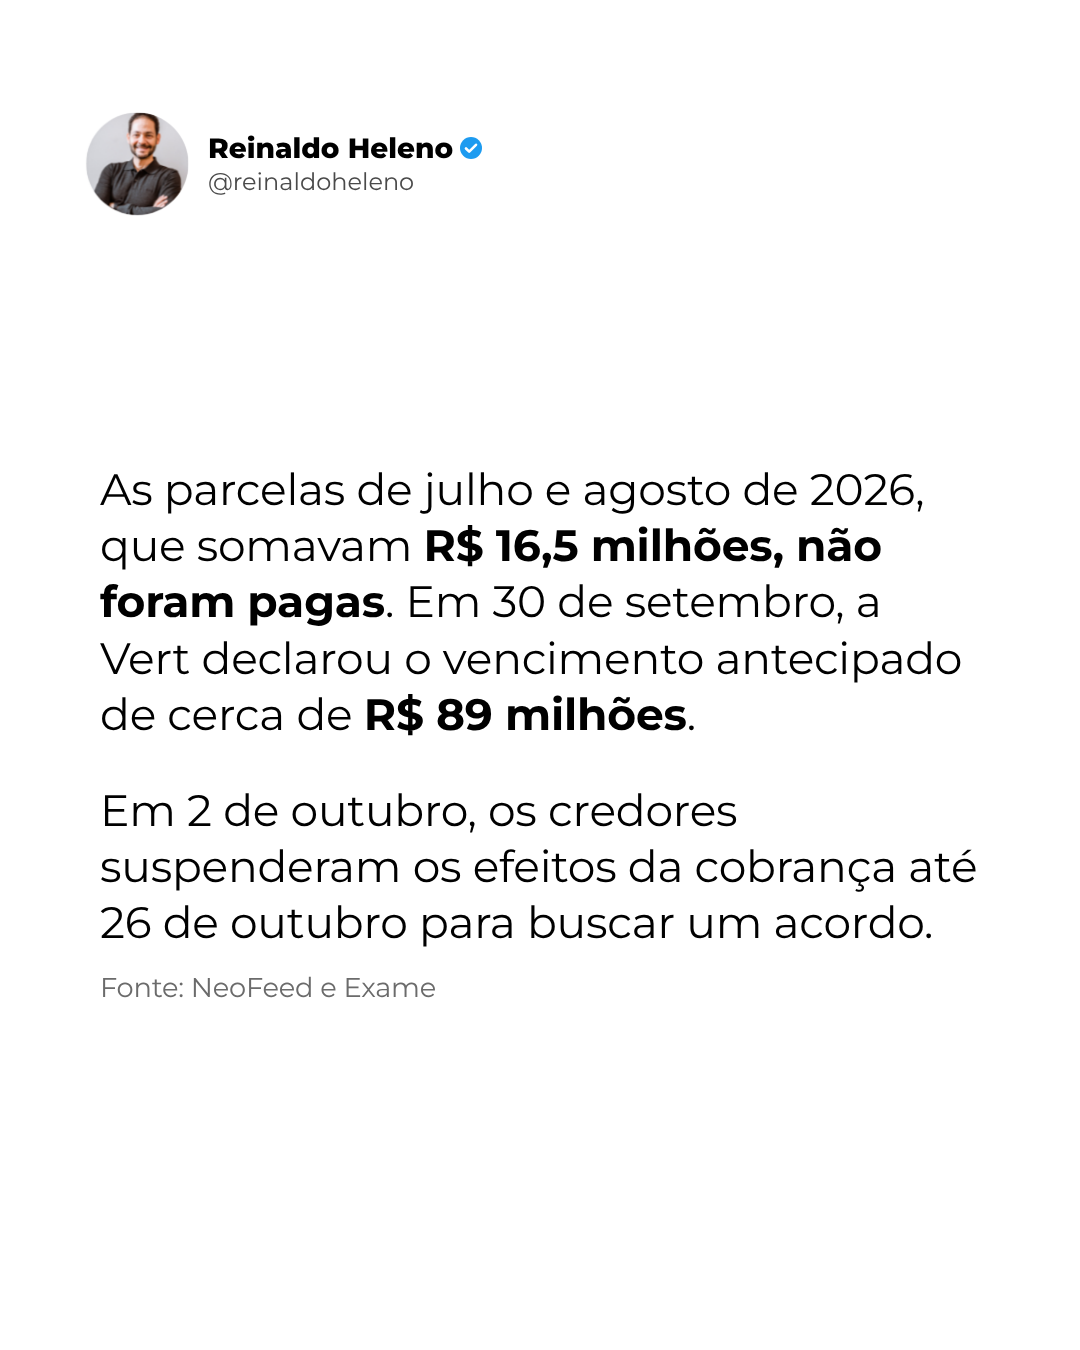 Reinaldo Heleno
@reinaldoheleno
As parcelas de julho e agosto de 2026,
que somavam R$ 16,5 milhões, não
foram pagas. Em 30 de setembro, a
Vert declarou o vencimento antecipado
de cerca de R$ 89 milhões.
Em 2 de outubro, os credores
suspenderam os efeitos da cobrança até
26 de outubro para buscar um acordo.
Fonte: NeoFeed e Exame